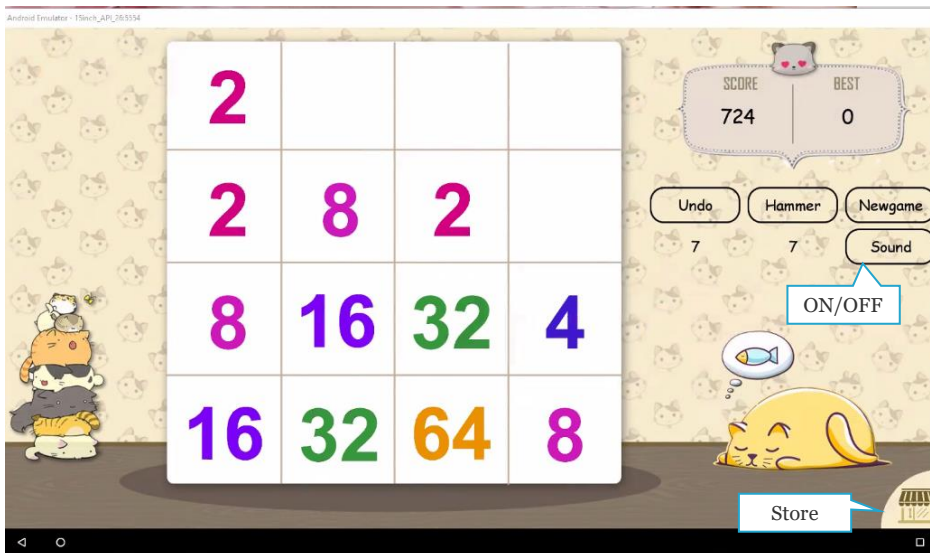 Android Emulator - 15inch_API_26:5554
2
2 8 2
8 16 32 4
16 32 64 8
SCORE BEST
724 0
Undo Hammer Newgame
7 7 Sound
ON/OFF
Store